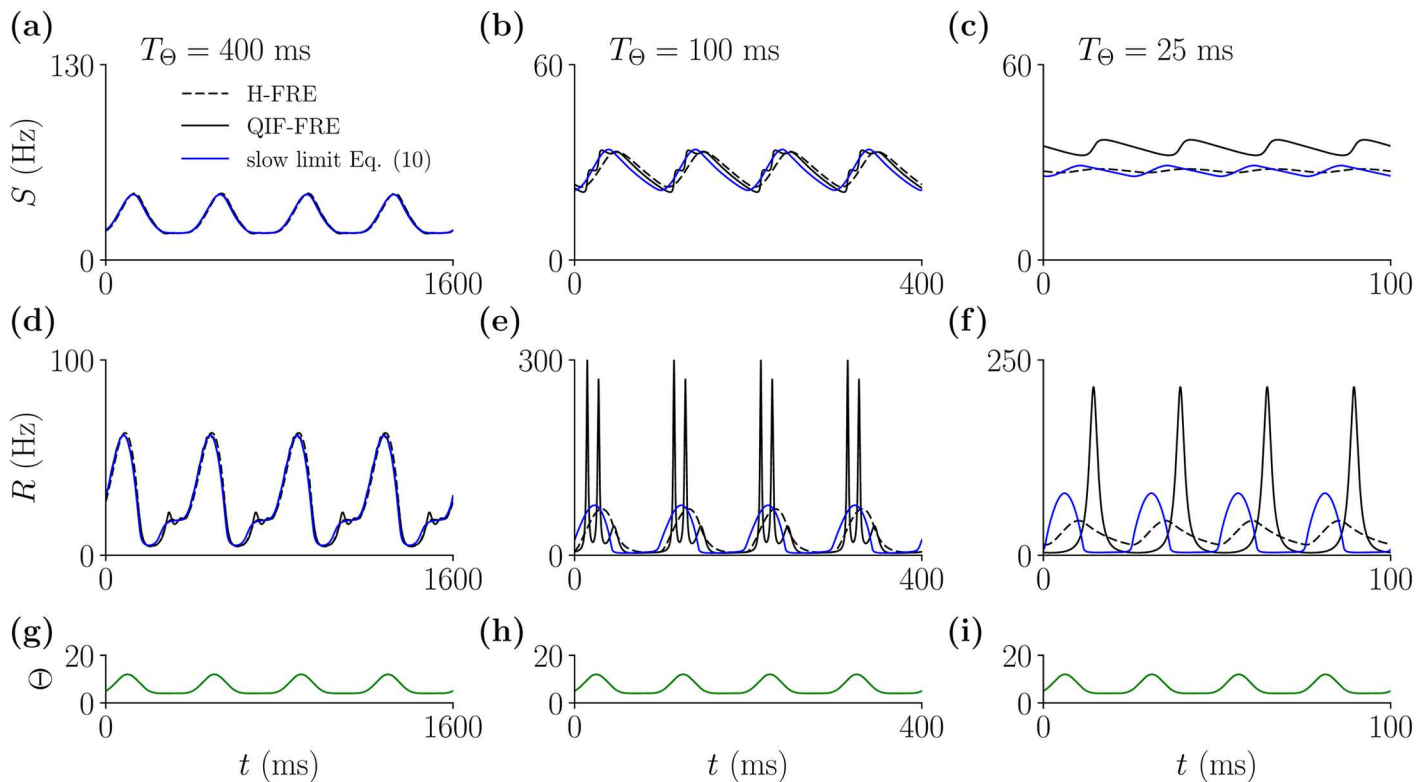 (a) (b) (c)
T_Θ = 400 ms T_Θ = 100 ms T_Θ = 25 ms
130 60 60
H-FRE
QIF-FRE
slow limit Eq. (10)
S (Hz)
0 0 0
0 1600 0 400 0 100
(d) (e) (f)
100 300 250
R (Hz)
0 0 0
0 1600 0 400 0 100
(g) (h) (i)
20 20 20
Θ
0 0 0
0 1600 0 400 0 100
t (ms) t (ms) t (ms)